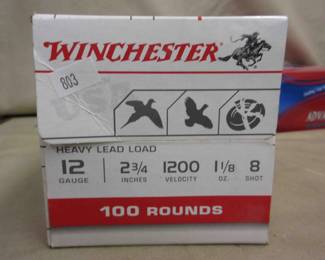 WINCHESTER
803
HEAVY LEAD LOAD
12 2 3/4 1200 1 1/8 8
GAUGE INCHES VELOCITY OZ. SHOT
100 ROUNDS
ADVA